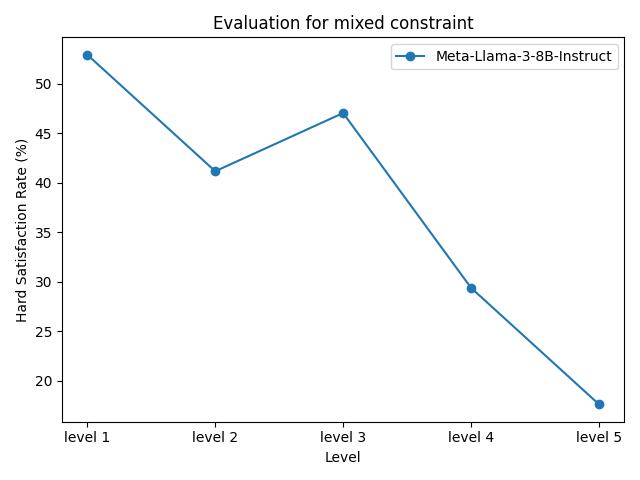 Evaluation for mixed constraint
Meta-Llama-3-8B-Instruct
Hard Satisfaction Rate (%)
50
45
40
35
30
25
20
level 1
level 2
level 3
level 4
level 5
Level